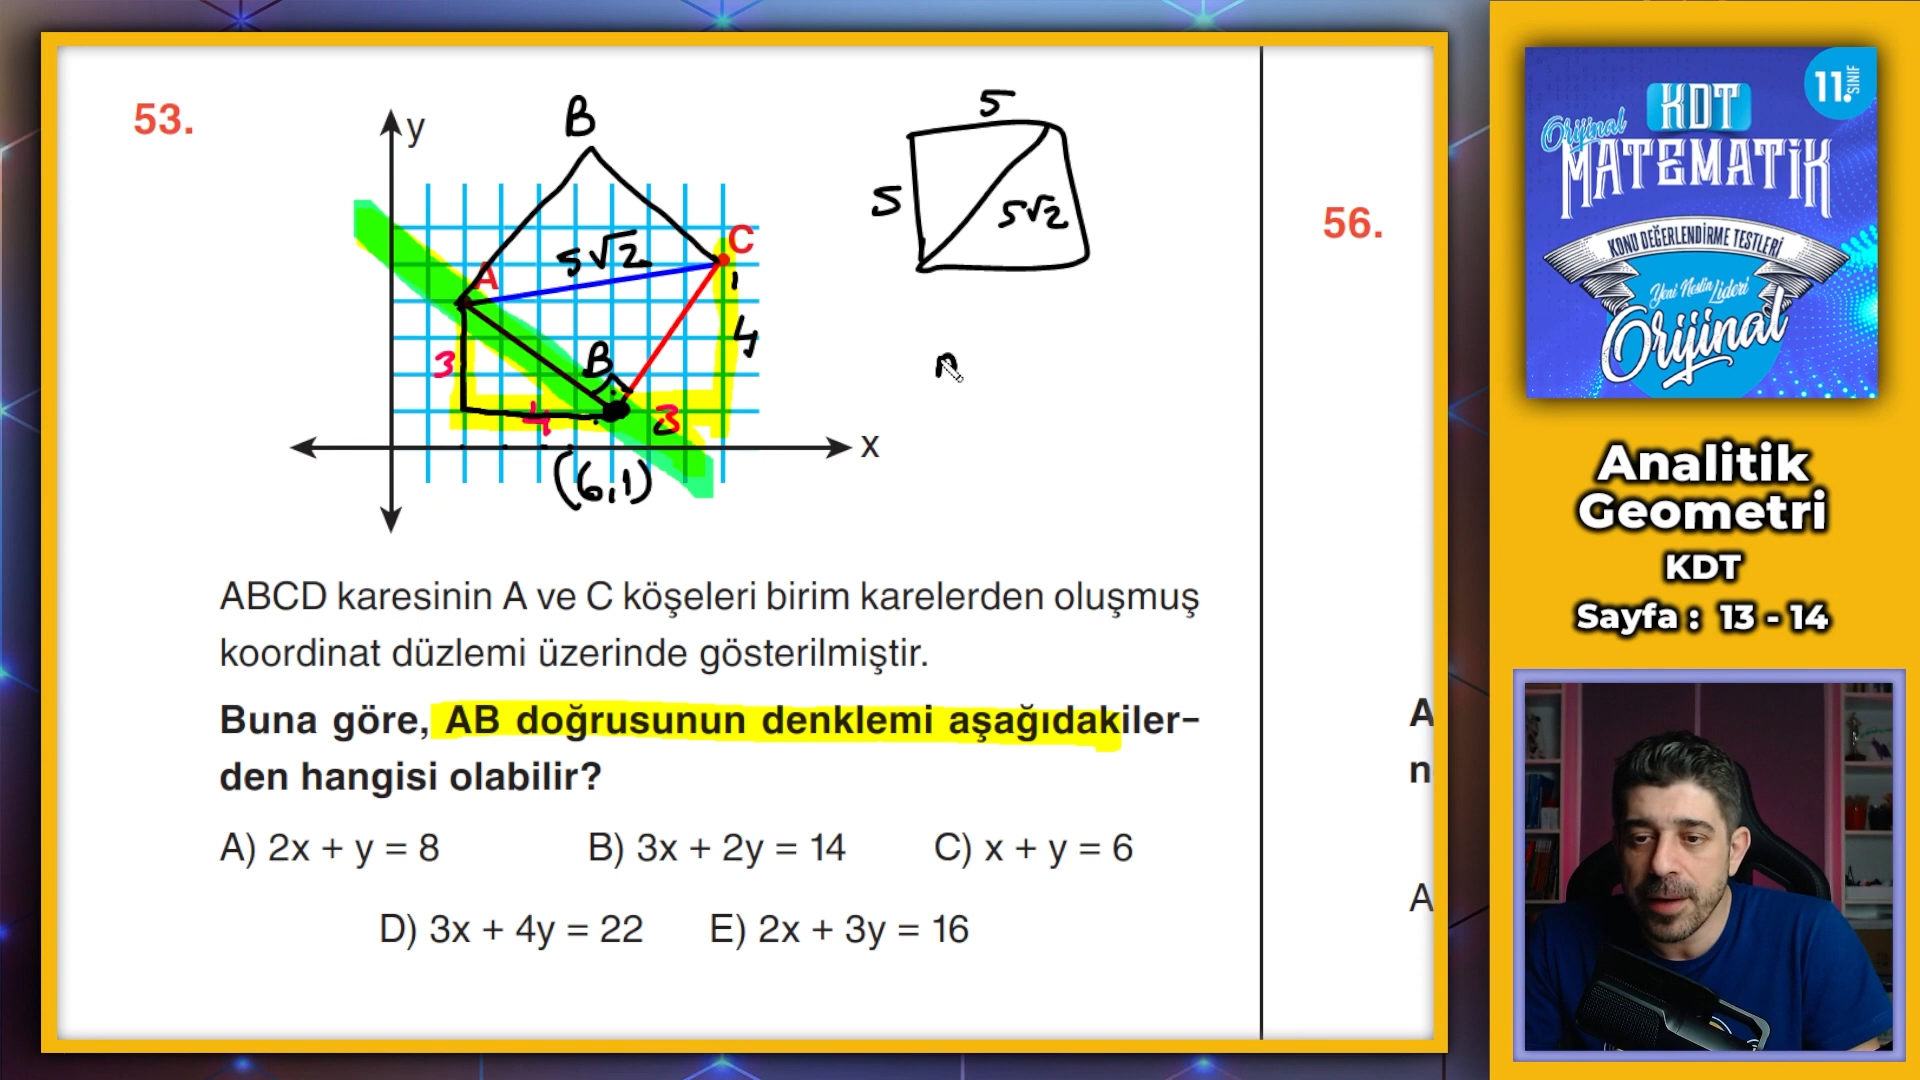 53.
y
B
5
5
5√2
C
1
A
5√2
4
3
B
4
3
x
(6,1)
ABCD karesinin A ve C köşeleri birim karelerden oluşmuş
koordinat düzlemi üzerinde gösterilmiştir.
Buna göre, AB doğrusunun denklemi aşağıdakiler-
den hangisi olabilir?
A) 2x + y = 8
B) 3x + 2y = 14
C) x + y = 6
D) 3x + 4y = 22
E) 2x + 3y = 16
56.
A
n
A
11. SINIF
Orijinal
KDT
MATEMATİK
KONU DEĞERLENDİRME TESTLERİ
Yeni Neslin Lideri
Orijinal
Analitik
Geometri
KDT
Sayfa : 13 - 14